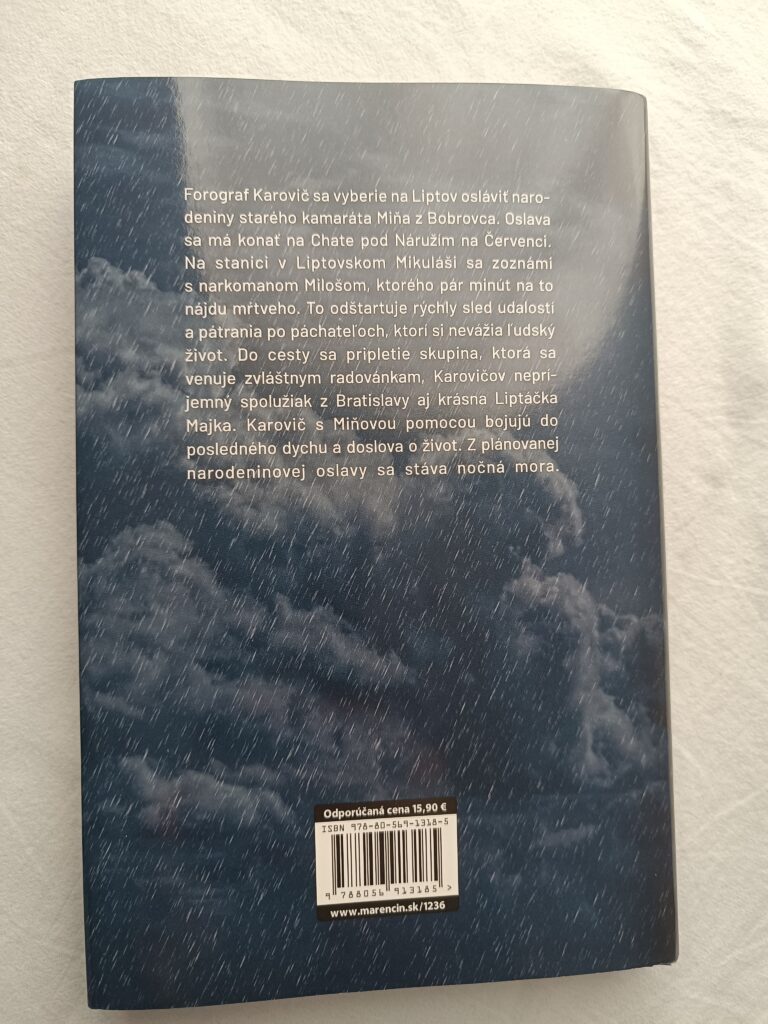 Forograf Karovič sa vyberie na Liptov osláviť naro-
deniny starého kamaráta Miňa z Bobrovca. Oslava
sa má konať na Chate pod Náružím na Červenci.
Na stanici v Liptovskom Mikuláši sa zoznámi
s narkomanom Milošom, ktorého pár minút na to
nájdu mŕtveho. To odštartuje rýchly sled udalostí
a pátrania po páchateľoch, ktorí si nevážia ľudský
život. Do cesty sa pripletie skupina, ktorá sa
venuje zvláštnym radovánkam, Karovičov neprí-
jemný spolužiak z Bratislavy aj krásna Liptáčka
Majka. Karovič s Miňovou pomocou bojujú do
posledného dychu a doslova o život. Z plánovanej
narodeninovej oslavy sa stáva nočná mora.
Odporúčaná cena 15,90 €
ISBN 978-80-569-1318-5
9 788056 913185 >
www.marencin.sk/1236